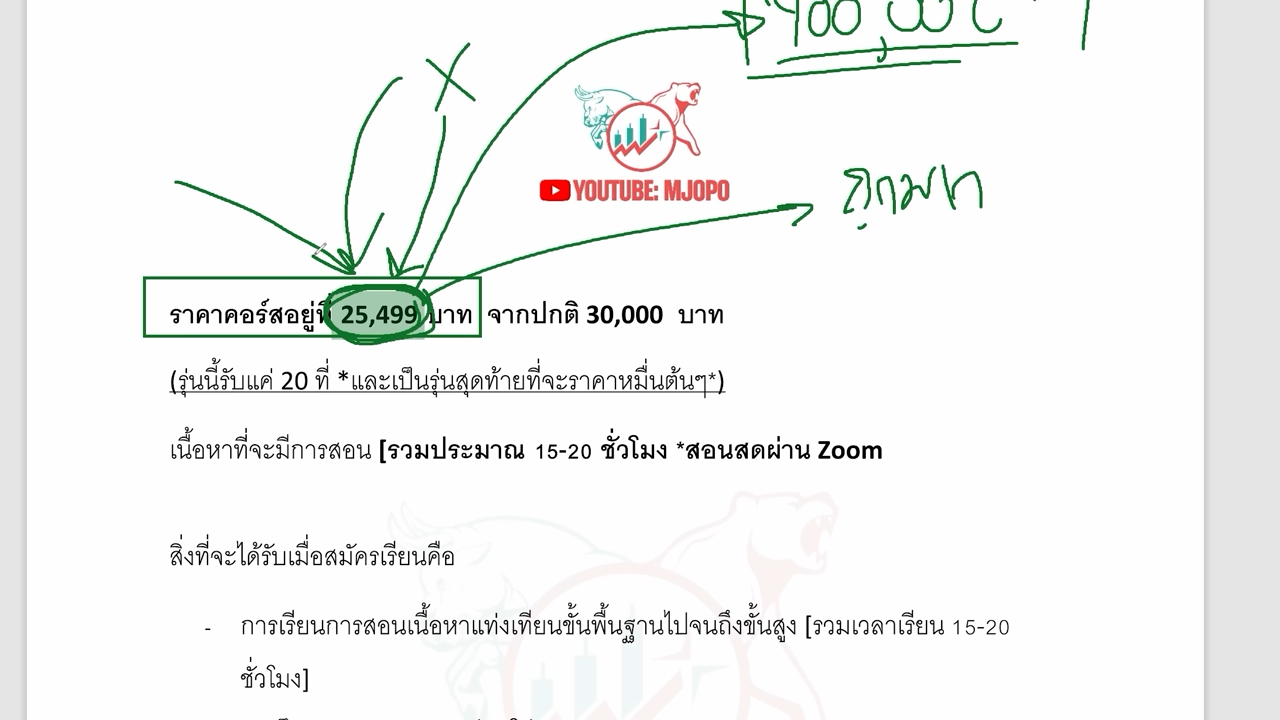 YOUTUBE: MJOPO
ถูกมาก
ราคาคอร์สอยู่ที่ 25,499 บาท จากปกติ 30,000 บาท
(รุ่นนี้รับแค่ 20 ที่ *และเป็นรุ่นสุดท้ายที่จะราคาหมื่นต้นๆ*)
เนื้อหาที่จะมีการสอน [รวมประมาณ 15-20 ชั่วโมง *สอนสดผ่าน Zoom
สิ่งที่จะได้รับเมื่อสมัครเรียนคือ
- การเรียนการสอนเนื้อหาแท่งเทียนขั้นพื้นฐานไปจนถึงขั้นสูง [รวมเวลาเรียน 15-20
ชั่วโมง]